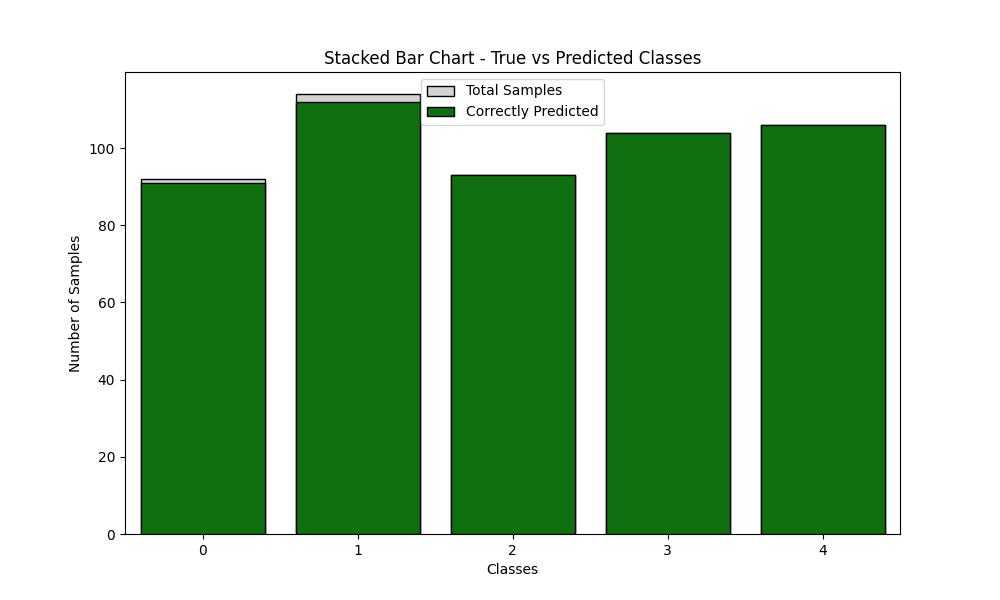 Stacked Bar Chart - True vs Predicted Classes
Total Samples
Correctly Predicted
Number of Samples
100
80
60
40
20
0
0 1 2 3 4
Classes